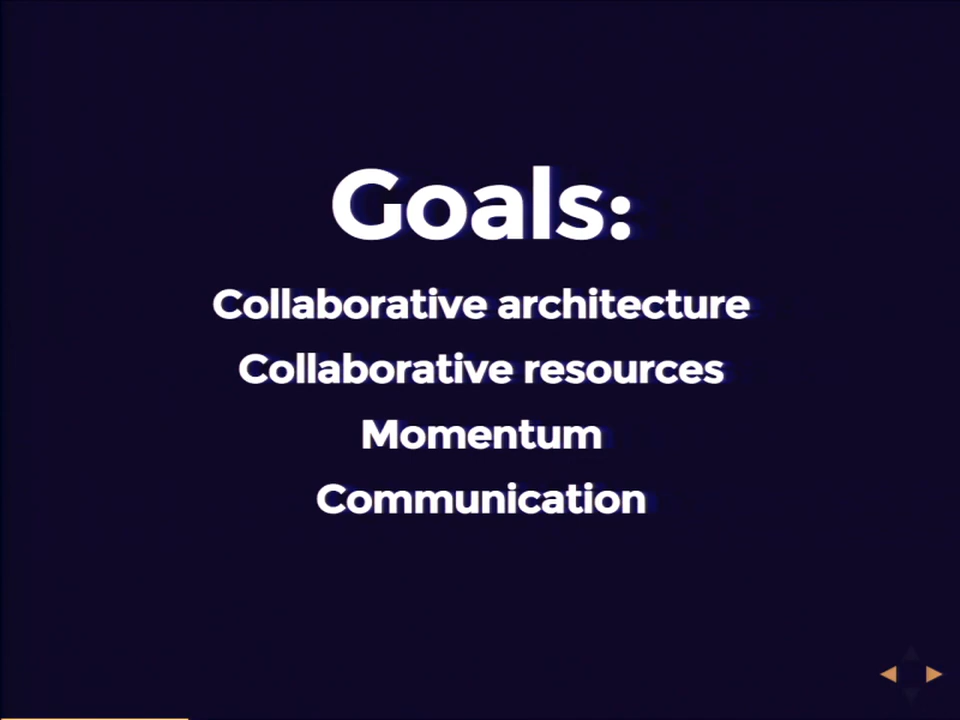 Goals:
Collaborative architecture
Collaborative resources
Momentum
Communication